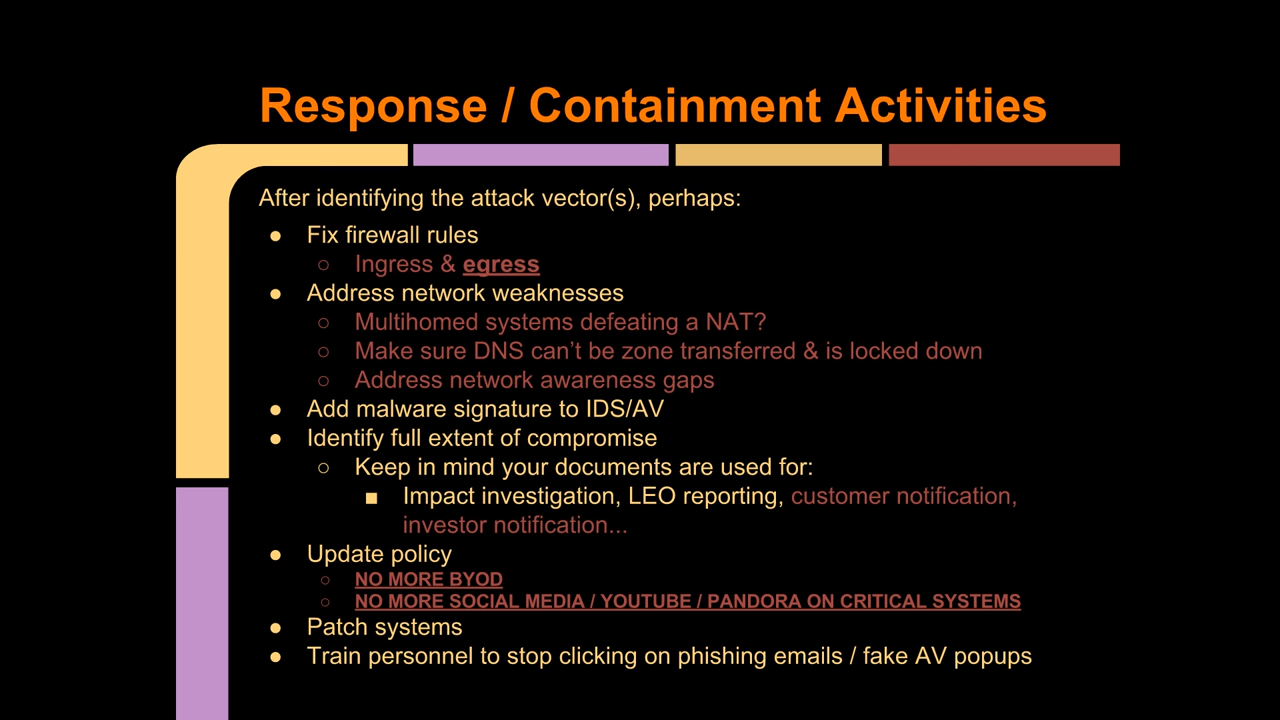 Response / Containment Activities
After identifying the attack vector(s), perhaps:
● Fix firewall rules
○ Ingress & egress
● Address network weaknesses
○ Multihomed systems defeating a NAT?
○ Make sure DNS can’t be zone transferred & is locked down
○ Address network awareness gaps
● Add malware signature to IDS/AV
● Identify full extent of compromise
○ Keep in mind your documents are used for:
■ Impact investigation, LEO reporting, customer notification,
investor notification...
● Update policy
○ NO MORE BYOD
○ NO MORE SOCIAL MEDIA / YOUTUBE / PANDORA ON CRITICAL SYSTEMS
● Patch systems
● Train personnel to stop clicking on phishing emails / fake AV popups